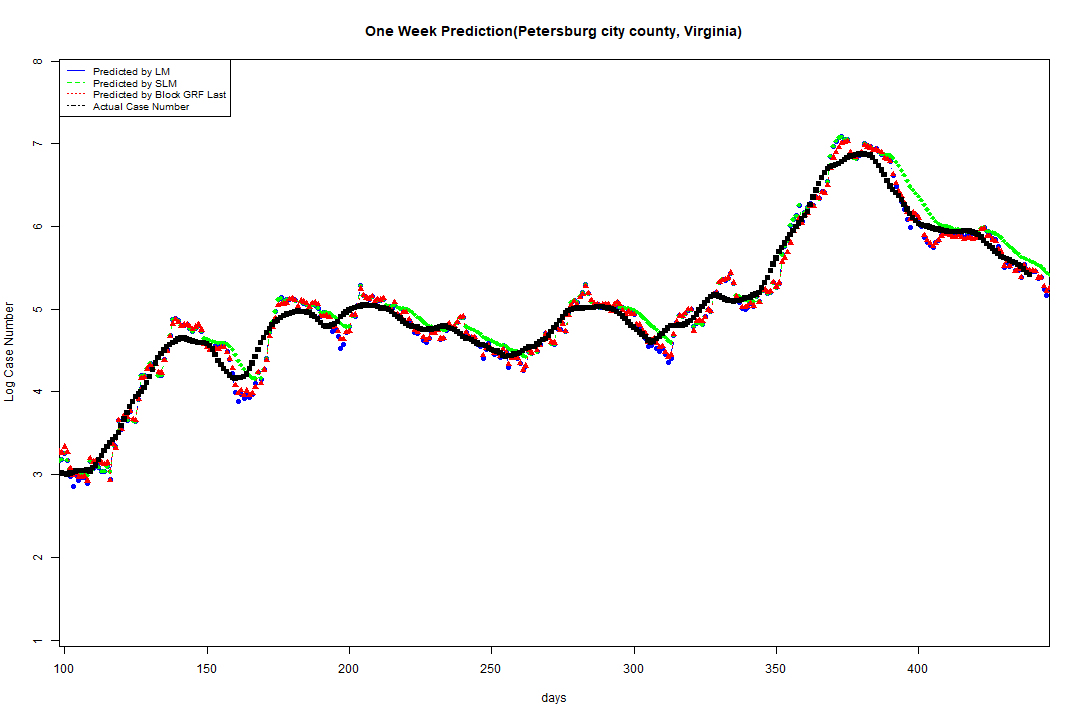 One Week Prediction(Petersburg city county, Virginia)
Predicted by LM
Predicted by SLM
Predicted by Block GRF Last
Actual Case Number
8
7
6
5
4
3
2
1
Log Case Number
100 150 200 250 300 350 400
days